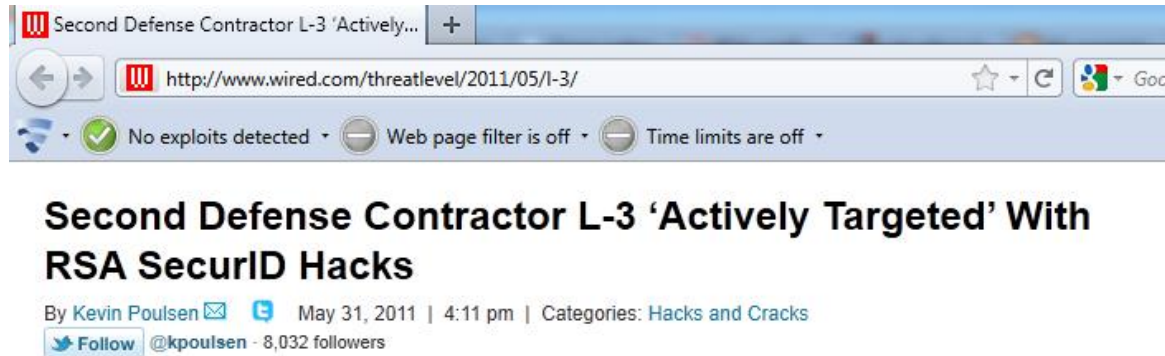 Second Defense Contractor L-3 'Actively...
+
http://www.wired.com/threatlevel/2011/05/l-3/
Goo
No exploits detected Web page filter is off Time limits are off
Second Defense Contractor L-3 ‘Actively Targeted’ With
RSA SecurID Hacks
By Kevin Poulsen May 31, 2011 | 4:11 pm | Categories: Hacks and Cracks
Follow @kpoulsen - 8,032 followers